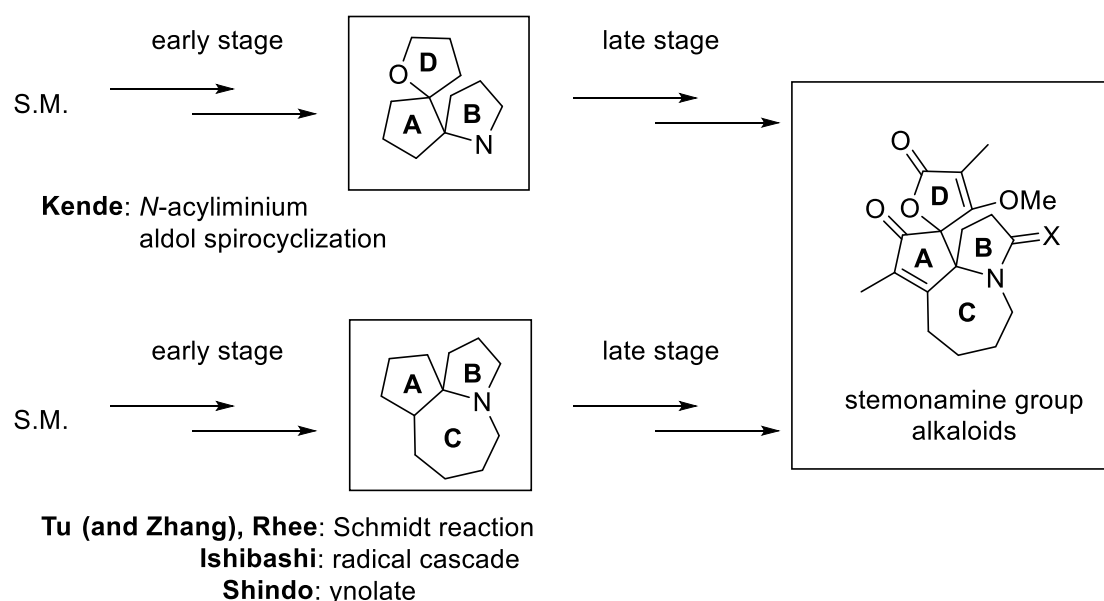 early stage
late stage
S.M.
O
D
A
B
N
Kende: N-acyliminium
aldol spirocyclization
O
D
O
OMe
O
A
B
X
N
C
early stage
late stage
A
B
N
C
S.M.
stemonamine group
alkaloids
Tu (and Zhang), Rhee: Schmidt reaction
Ishibashi: radical cascade
Shindo: ynolate